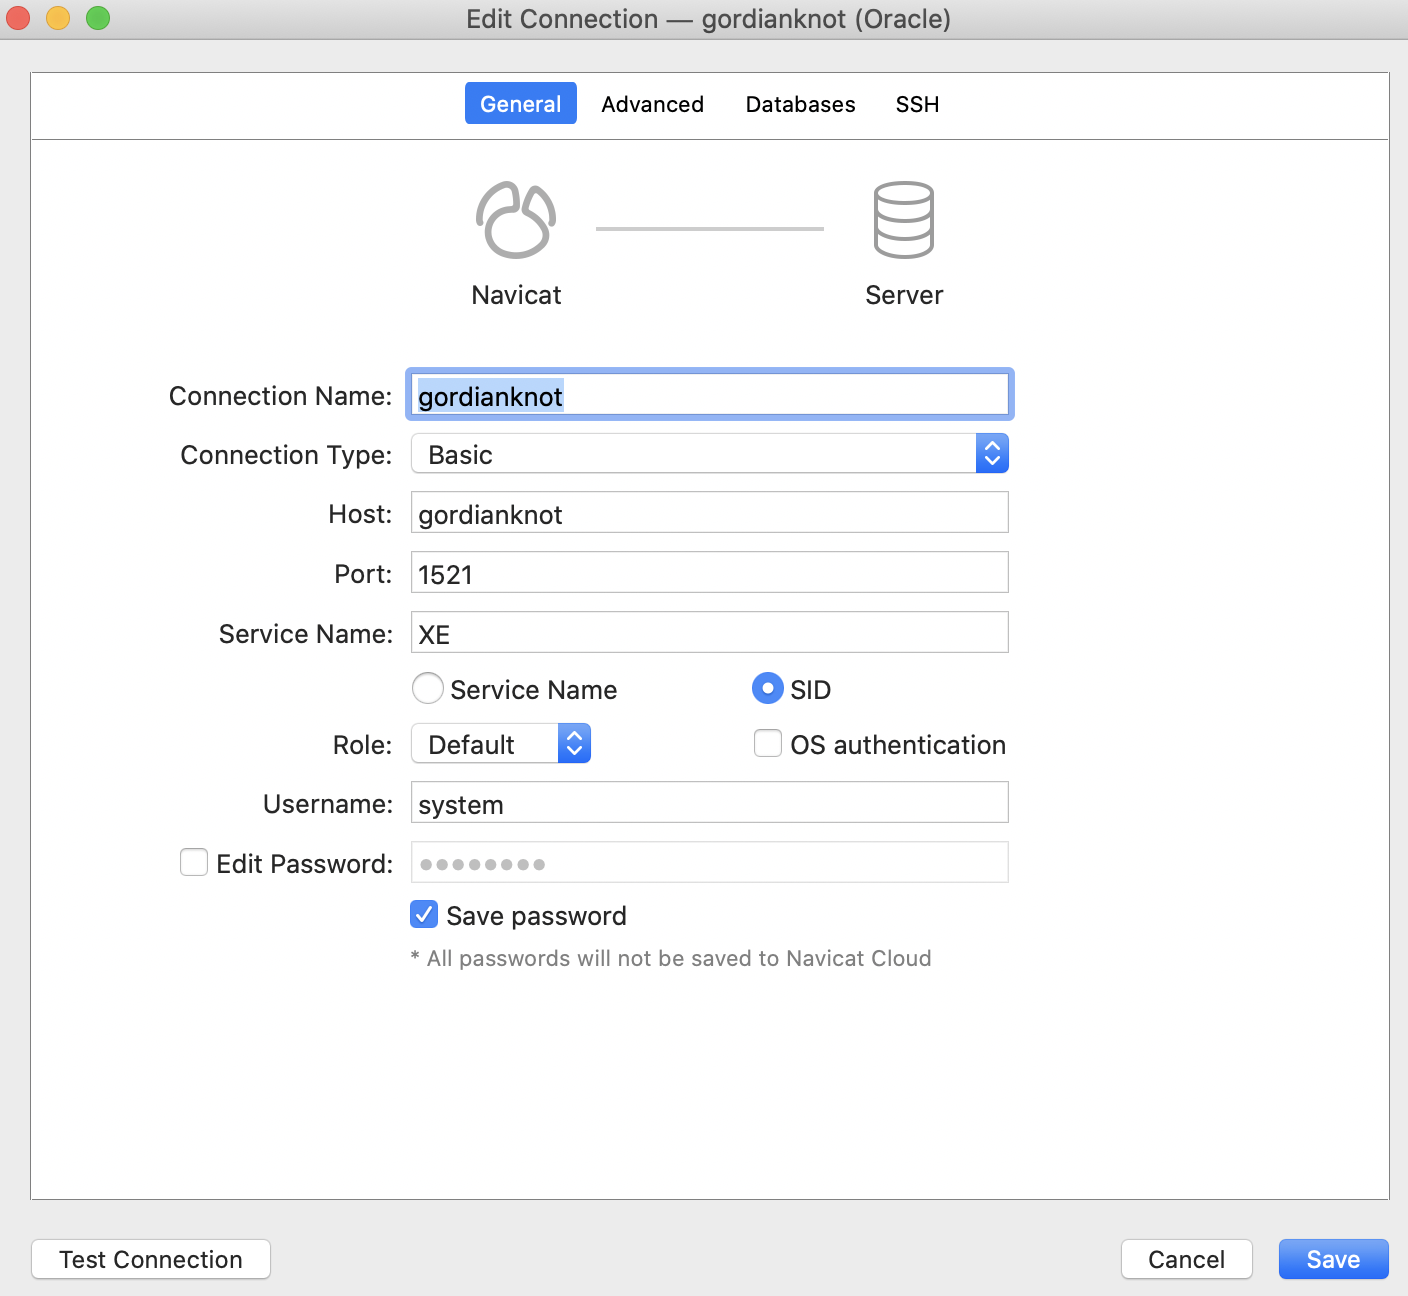 Edit Connection — gordianknot (Oracle)
General Advanced Databases SSH
Navicat Server
Connection Name: gordianknot
Connection Type: Basic
Host: gordianknot
Port: 1521
Service Name: XE
Service Name SID
Role: Default OS authentication
Username: system
Edit Password: ••••••••
Save password
* All passwords will not be saved to Navicat Cloud
Test Connection Cancel Save